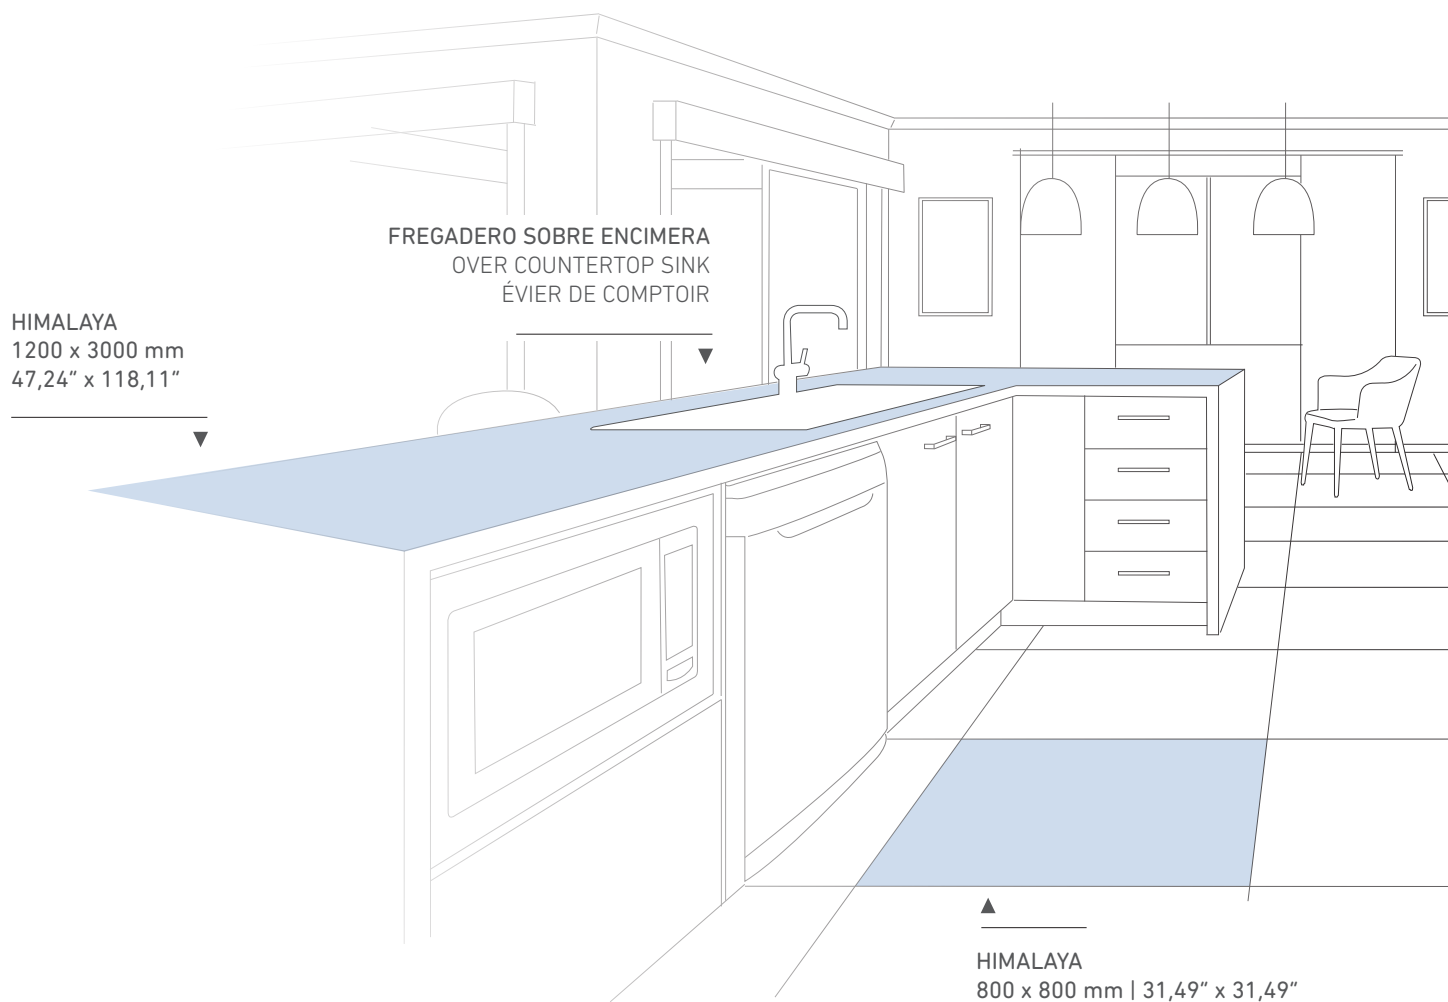 FREGADERO SOBRE ENCIMERA
OVER COUNTERTOP SINK
ÉVIER DE COMPTOIR
HIMALAYA
1200 x 3000 mm
47,24” x 118,11”
HIMALAYA
800 x 800 mm | 31,49” x 31,49”